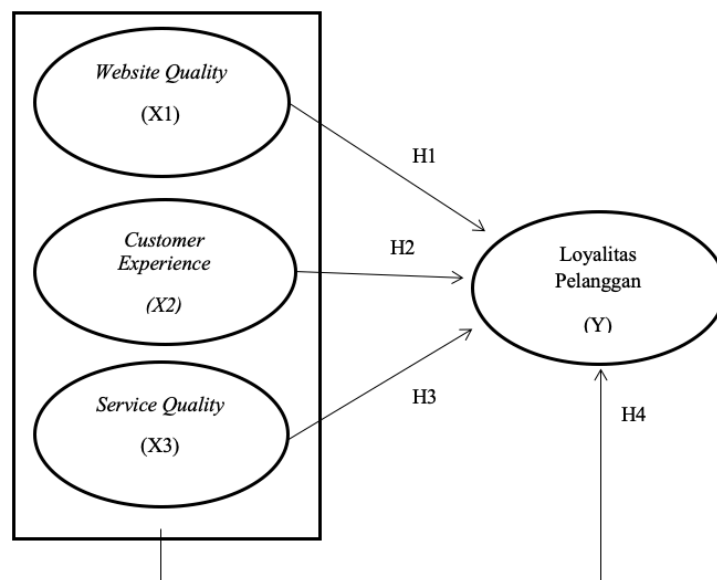 Website Quality
(X1)
H1
Customer
Experience
(X2)
H2
Loyalitas
Pelanggan
(Y)
Service Quality
(X3)
H3
H4